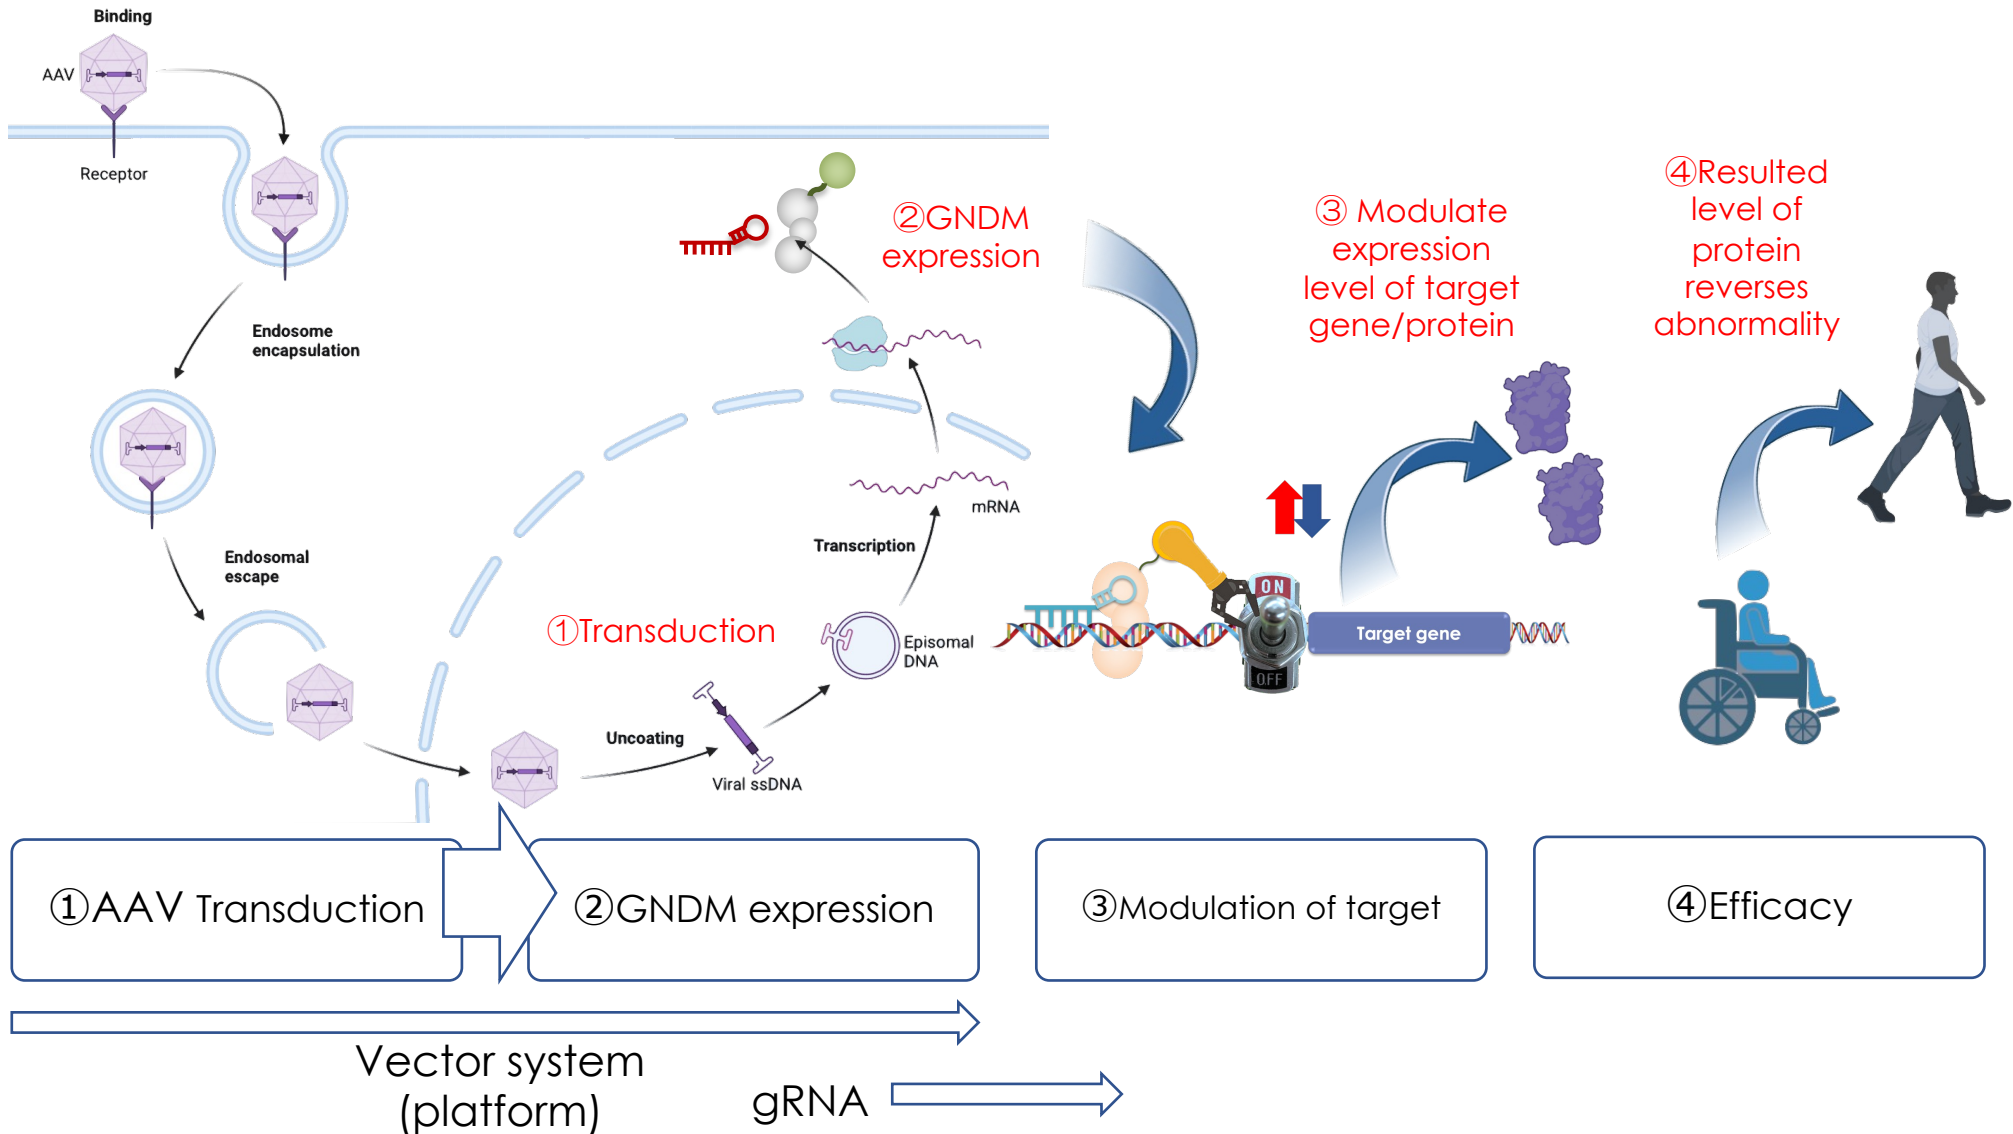 Binding
AAV
Receptor
Endosome
encapsulation
Endosomal
escape
①Transduction
Uncoating
Viral ssDNA
Episomal
DNA
Transcription
mRNA
②GNDM
expression
③ Modulate
expression
level of target
gene/protein
ON
OFF
Target gene
④Resulted
level of
protein
reverses
abnormality
①AAV Transduction
②GNDM expression
③Modulation of target
④Efficacy
Vector system
(platform)
gRNA